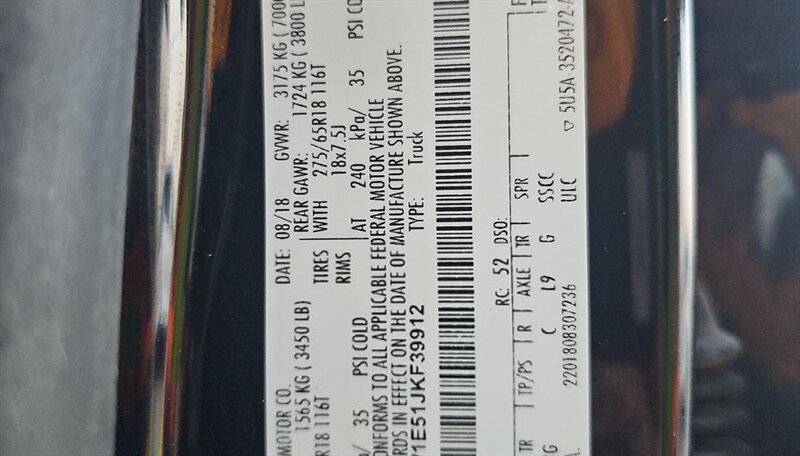 MOTOR CO. DATE: 08/18 GVWR: 3175 KG ( 7000
1565 KG ( 3450 LB) REAR GAWR: 1724 KG ( 3800 L
R18 116T TIRES WITH 275/65R18 116T
RIMS 18x7.5J
A/ 35 PSI COLD AT 240 kPa/ 35 PSI CO
ONFORMS TO ALL APPLICABLE FEDERAL MOTOR VEHICLE
RDS IN EFFECT ON THE DATE OF MANUFACTURE SHOWN ABOVE.
1E51JKF39912 TYPE: Truck
RC: 52 DSO:
TR TP/PS R AXLE TR SPR
G C L9 G SSCC
A. 2201808307236 ULC ▽ 5U5A-3520472-A